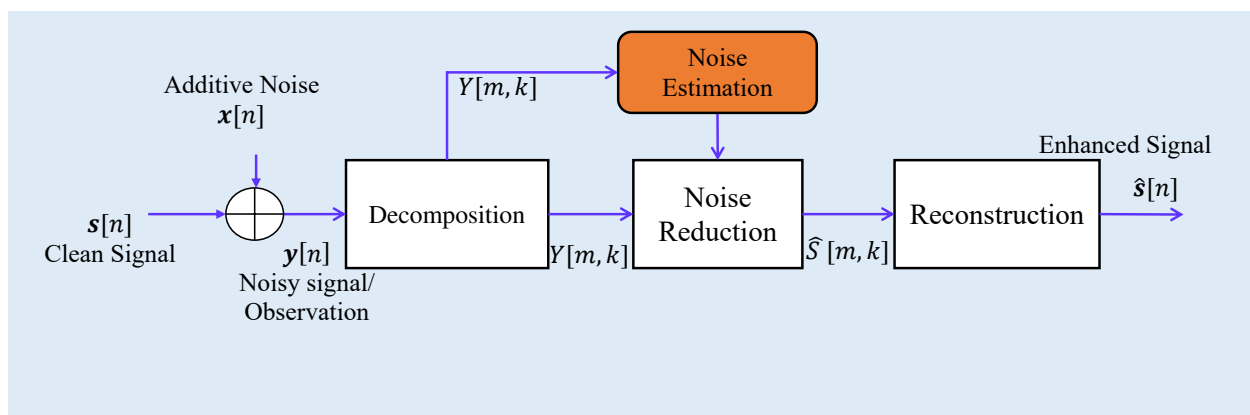 Noise
Estimation
Additive Noise
x[n]
Y[m, k]
Enhanced Signal
ŝ[n]
s[n]
Clean Signal
y[n]
Noisy signal/
Observation
Decomposition
Y[m, k]
Noise
Reduction
Ŝ [m, k]
Reconstruction